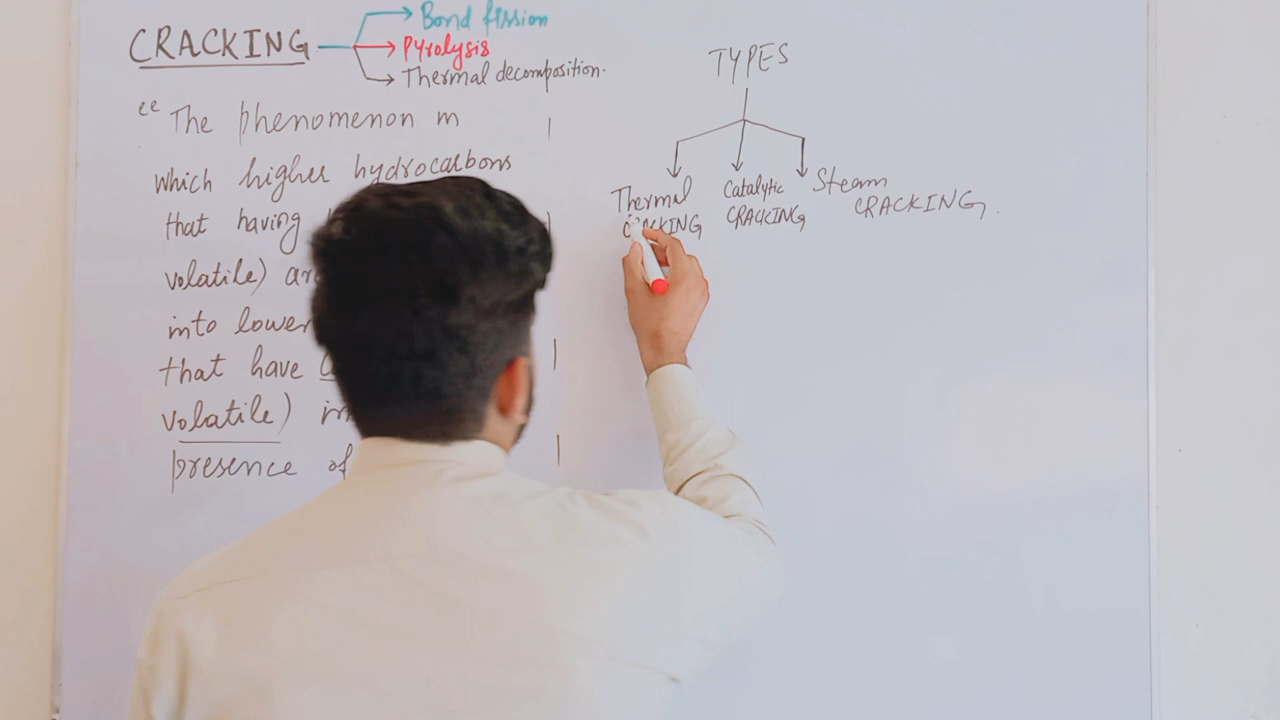 CRACKING
Bond fission
Pyrolysis
Thermal decomposition.
“ The phenomenon in
which higher hydrocarbons
that having
volatile) are
into lower
that have
volatile) in
presence of
TYPES
Thermal
CRACKING
Catalytic
CRACKING
Steam
CRACKING.